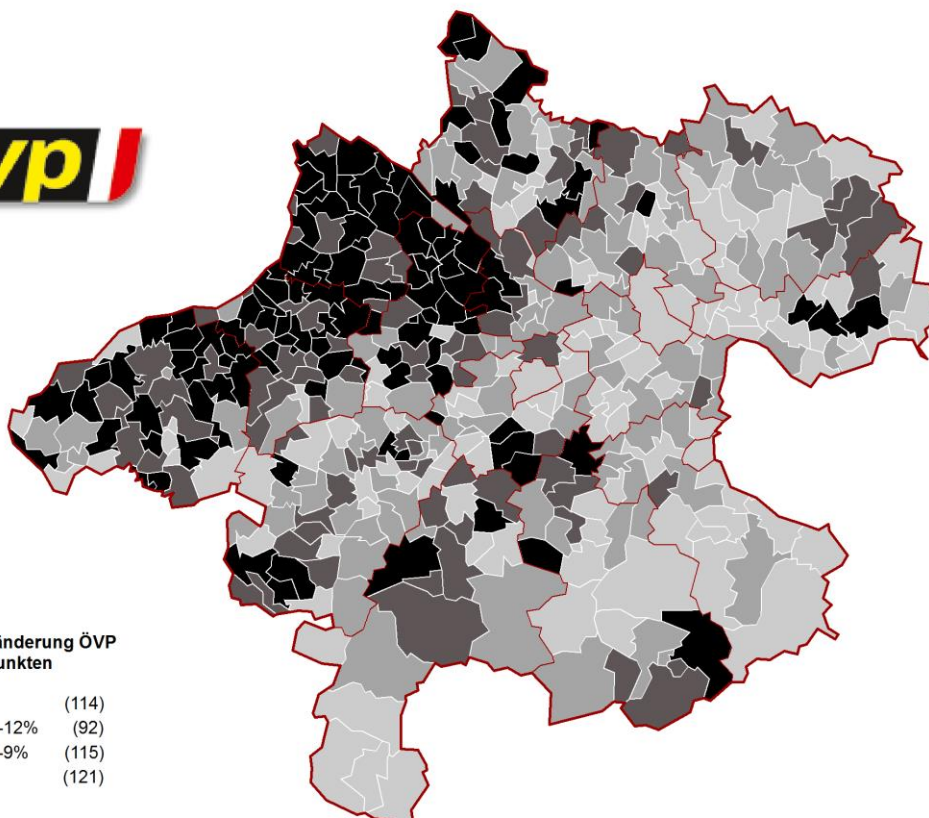 vp
änderung ÖVP
unkten
(114)
-12% (92)
-9% (115)
(121)